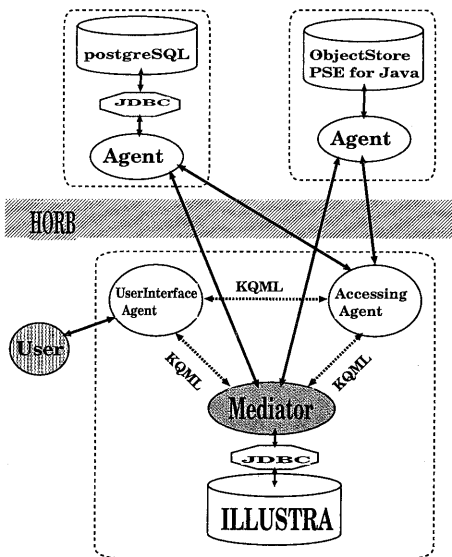 postgreSQL
JDBC
Agent
ObjectStore
PSE for Java
Agent
HORB
UserInterface
Agent
KQML
Accessing
Agent
User
KQML
KQML
Mediator
JDBC
ILLUSTRA